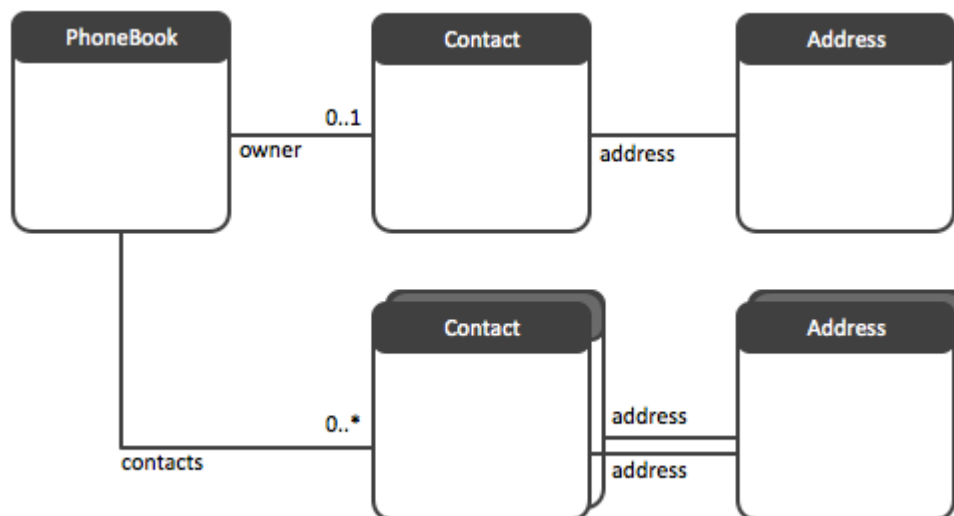 PhoneBook
Contact
Address
0..1
owner
address
Contact
Address
0..*
address
contacts
address